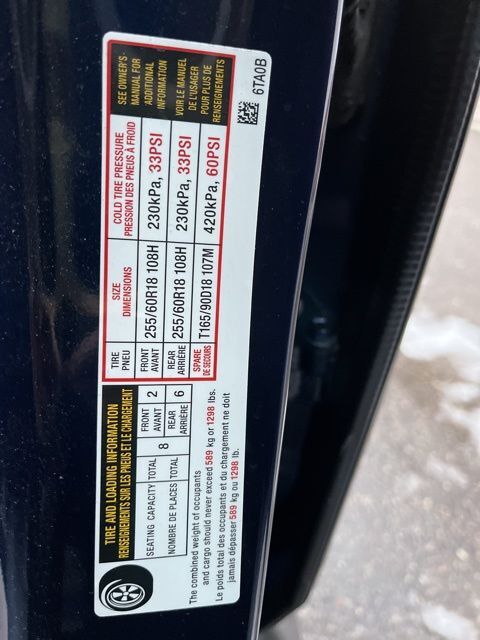 TIRE AND LOADING INFORMATION
RENSEIGNEMENTS SUR LES PNEUS ET LE CHARGEMENT
SEATING CAPACITY TOTAL 8 FRONT 2
AVANT
NOMBRE DE PLACES TOTAL REAR 6
ARRIÈRE
The combined weight of occupants
and cargo should never exceed 589 kg or 1298 lbs.
Le poids total des occupants et du chargement ne doit
jamais dépasser 589 kg ou 1298 lb.
TIRE
PNEU
SIZE
DIMENSIONS
COLD TIRE PRESSURE
PRESSION DES PNEUS À FROID
FRONT
AVANT
255/60R18 108H
230kPa, 33PSI
REAR
ARRIÈRE
255/60R18 108H
230kPa, 33PSI
SPARE
DE SECOURS
T165/90D18 107M
420kPa, 60PSI
SEE OWNER'S
MANUAL FOR
ADDITIONAL
INFORMATION
VOIR LE MANUEL
DE L'USAGER
POUR PLUS DE
RENSEIGNEMENTS
6TA0B